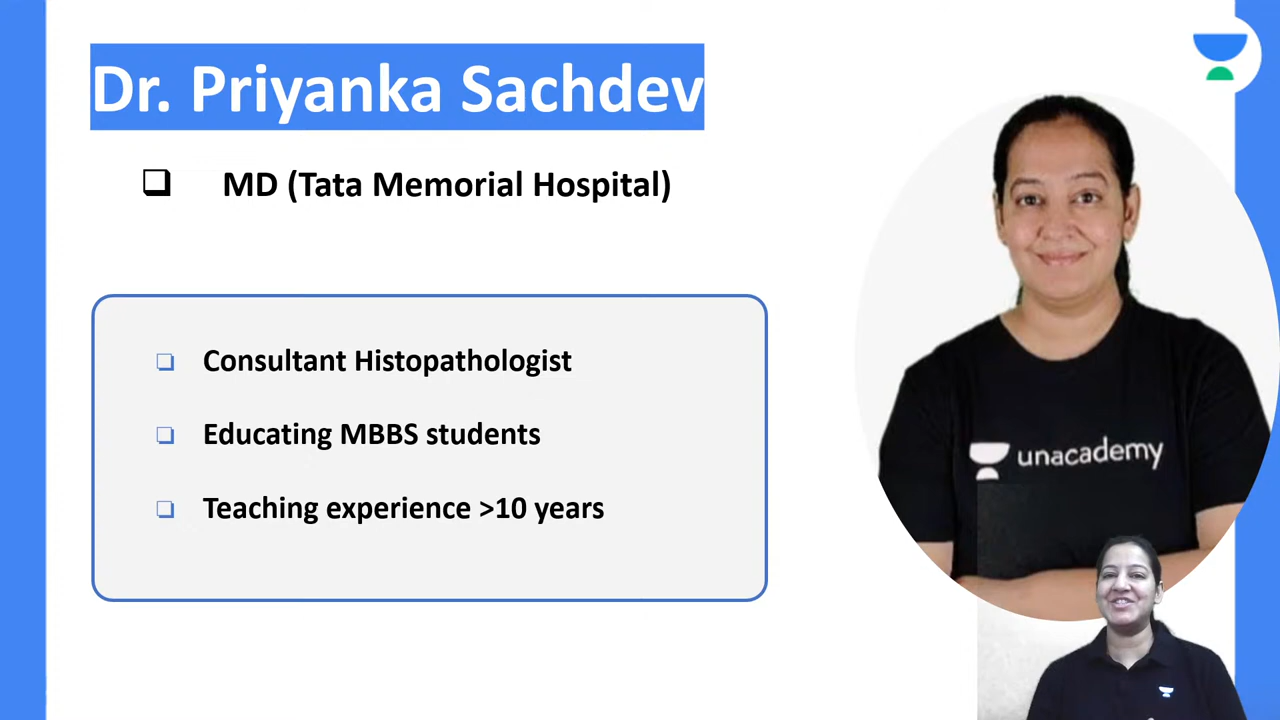 Dr. Priyanka Sachdev
MD (Tata Memorial Hospital)
Consultant Histopathologist
Educating MBBS students
Teaching experience >10 years
unacademy